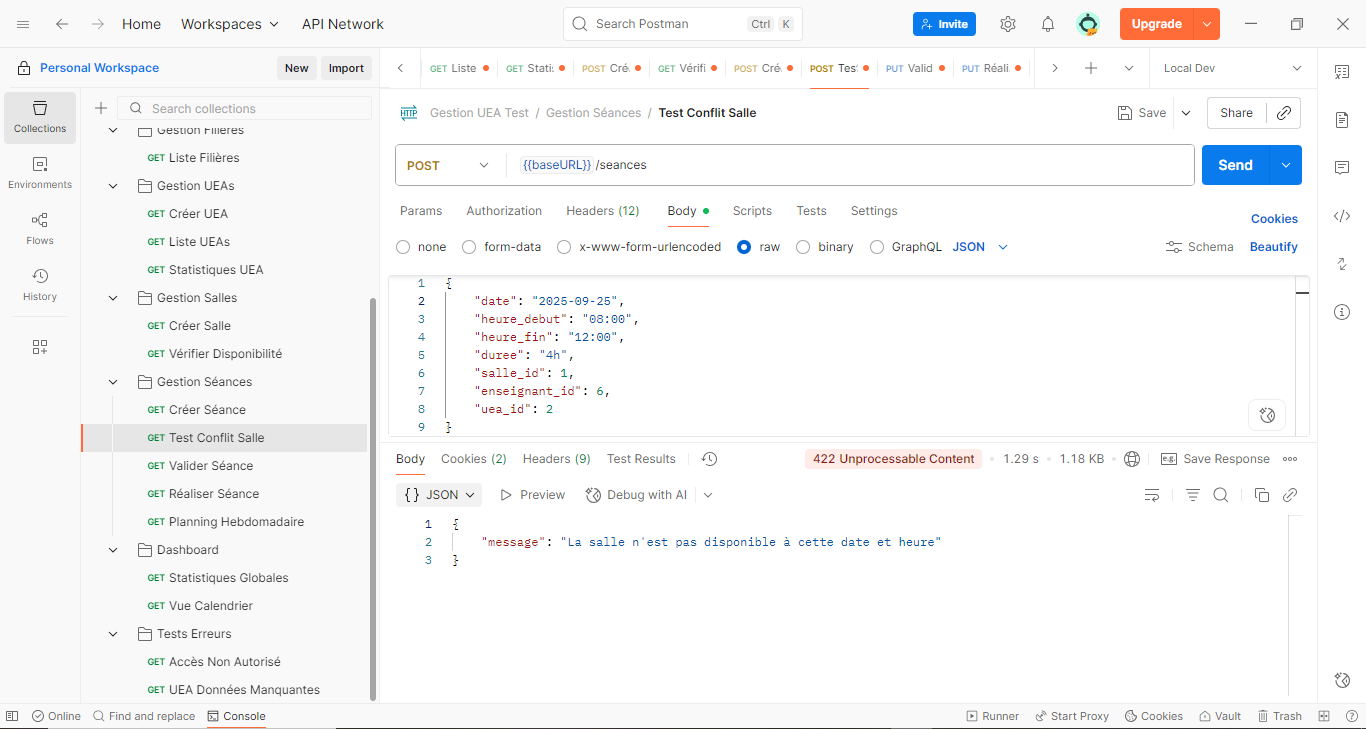 Home Workspaces API Network Search Postman Ctrl K Invite Upgrade
Personal Workspace New Import
GET Liste GET Statis POST Cré GET Vérifi POST Cré POST Tes PUT Valid PUT Réali Local Dev
Collections
Environments
Flows
History
Search collections
Gestion Filières
GET Liste Filières
Gestion UEAs
GET Créer UEA
GET Liste UEAs
GET Statistiques UEA
Gestion Salles
GET Créer Salle
GET Vérifier Disponibilité
Gestion Séances
GET Créer Séance
GET Test Conflit Salle
GET Valider Séance
GET Réaliser Séance
GET Planning Hebdomadaire
Dashboard
GET Statistiques Globales
GET Vue Calendrier
Tests Erreurs
GET Accès Non Autorisé
GET UEA Données Manquantes
HTTP Gestion UEA Test / Gestion Séances / Test Conflit Salle Save Share
POST {{baseURL}} /seances Send
Params Authorization Headers (12) Body Scripts Tests Settings Cookies
none form-data x-www-form-urlencoded raw binary GraphQL JSON Schema Beautify
1 {
2 "date": "2025-09-25",
3 "heure_debut": "08:00",
4 "heure_fin": "12:00",
5 "duree": "4h",
6 "salle_id": 1,
7 "enseignant_id": 6,
8 "uea_id": 2
9 }
Body Cookies (2) Headers (9) Test Results 422 Unprocessable Content • 1.29 s • 1.18 KB • e.g. Save Response
{} JSON Preview Debug with AI
1 {
2 "message": "La salle n'est pas disponible à cette date et heure"
3 }
Online Find and replace Console Runner Start Proxy Cookies Vault Trash